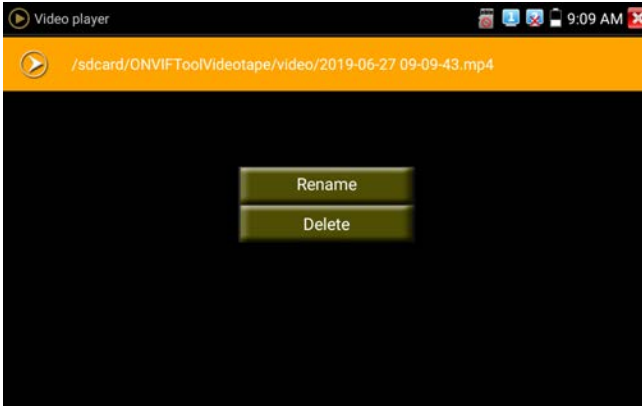 Video player
9:09 AM
/sdcard/ONVIFToolVideotape/video/2019-06-27 09-09-43.mp4
Rename
Delete